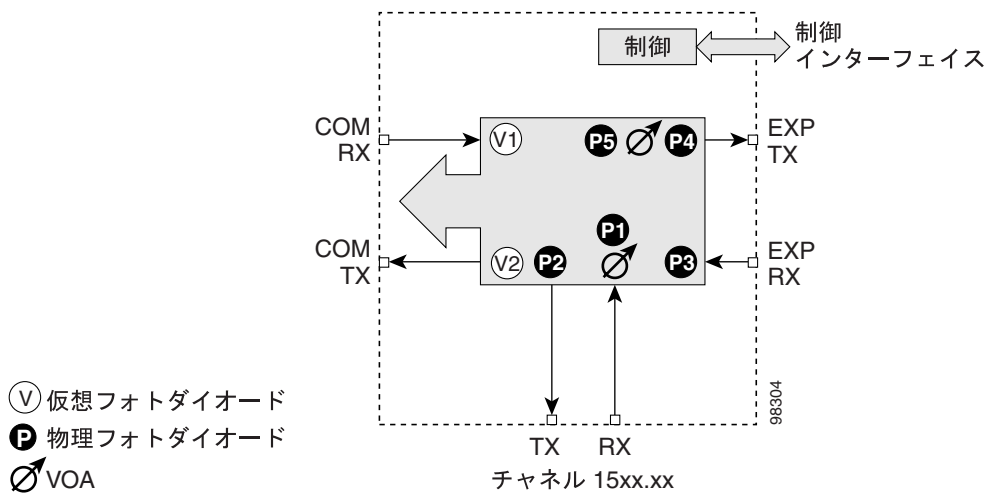 制御
制御
インターフェイス
COM
RX
V1
P5
P4
EXP
TX
P1
COM
TX
V2
P2
P3
EXP
RX
98304
V 仮想フォトダイオード
P 物理フォトダイオード
VOA
TX
RX
チャネル 15xx.xx